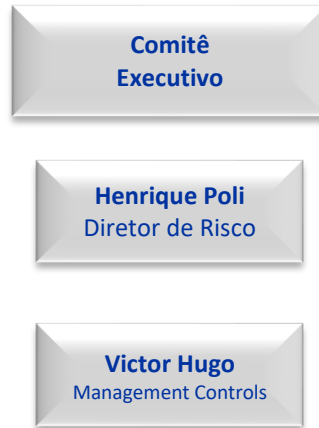 Comitê
Executivo
Henrique Poli
Diretor de Risco
Victor Hugo
Management Controls